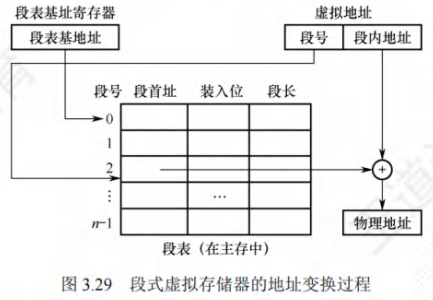 段表基址寄存器 虚拟地址
段表基地址 段号 段内地址
段号 段首址 装入位 段长
0
1
2
+
⋮ …
物理地址
n-1
段表（在主存中）
图 3.29 段式虚拟存储器的地址变换过程